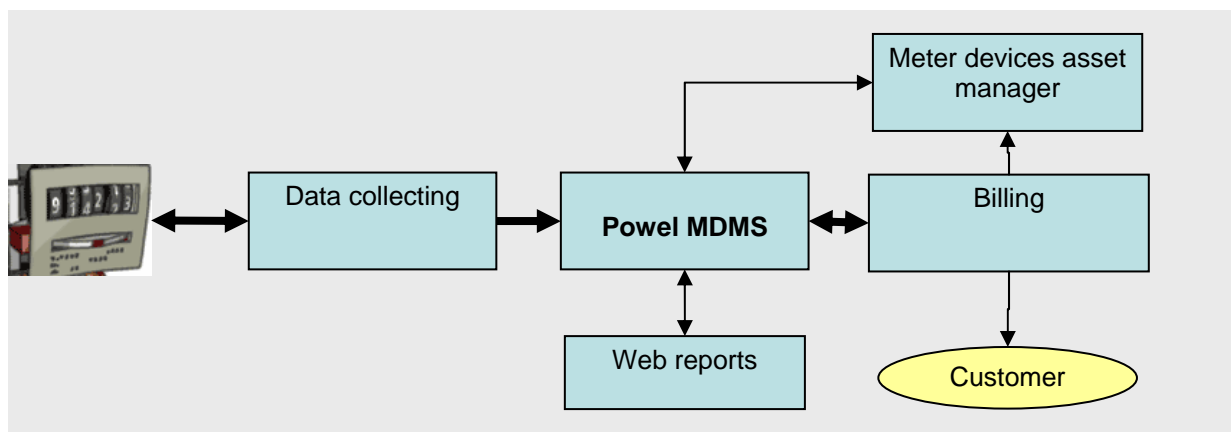 Meter devices asset
manager
Data collecting
Powel MDMS
Billing
Web reports
Customer